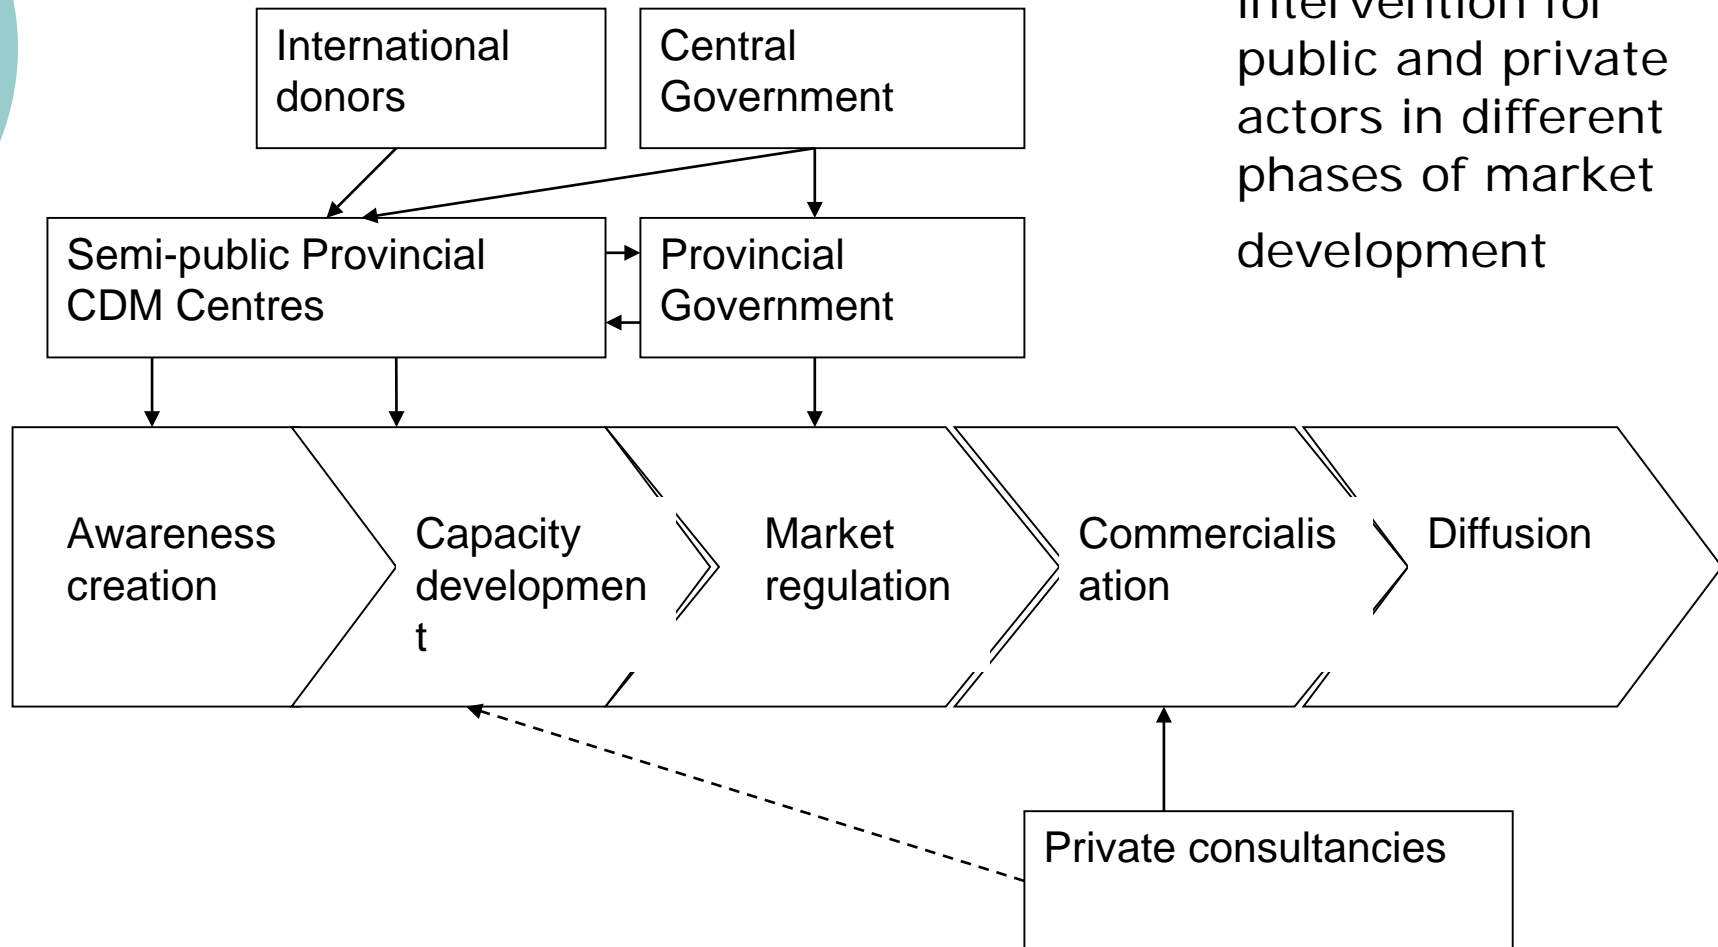 International
donors
Central
Government
intervention for
public and private
actors in different
phases of market
development
Semi-public Provincial
CDM Centres
Provincial
Government
Awareness
creation
Capacity
developmen
t
Market
regulation
Commercialis
ation
Diffusion
Private consultancies